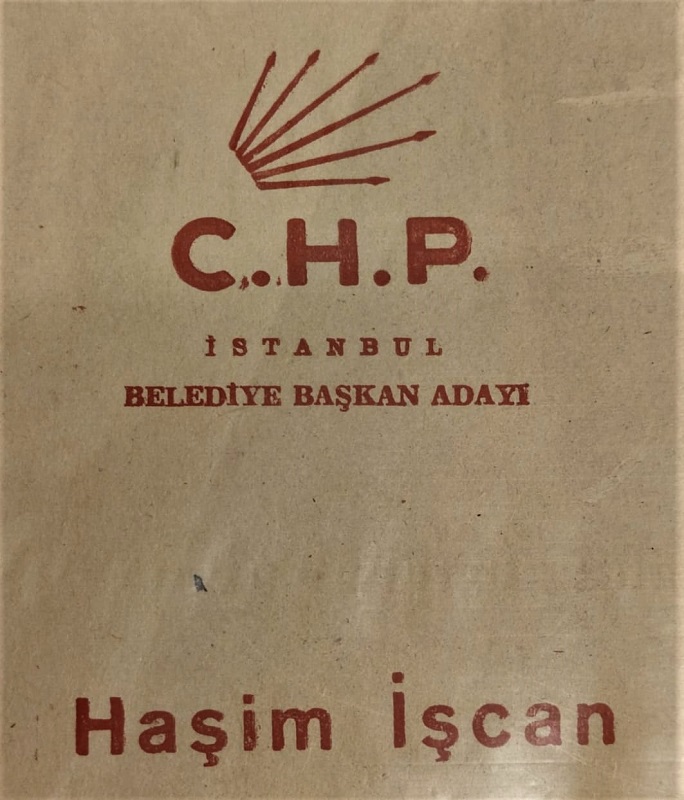 C.H.P.
İSTANBUL
BELEDİYE BAŞKAN ADAYI
Haşim İşcan